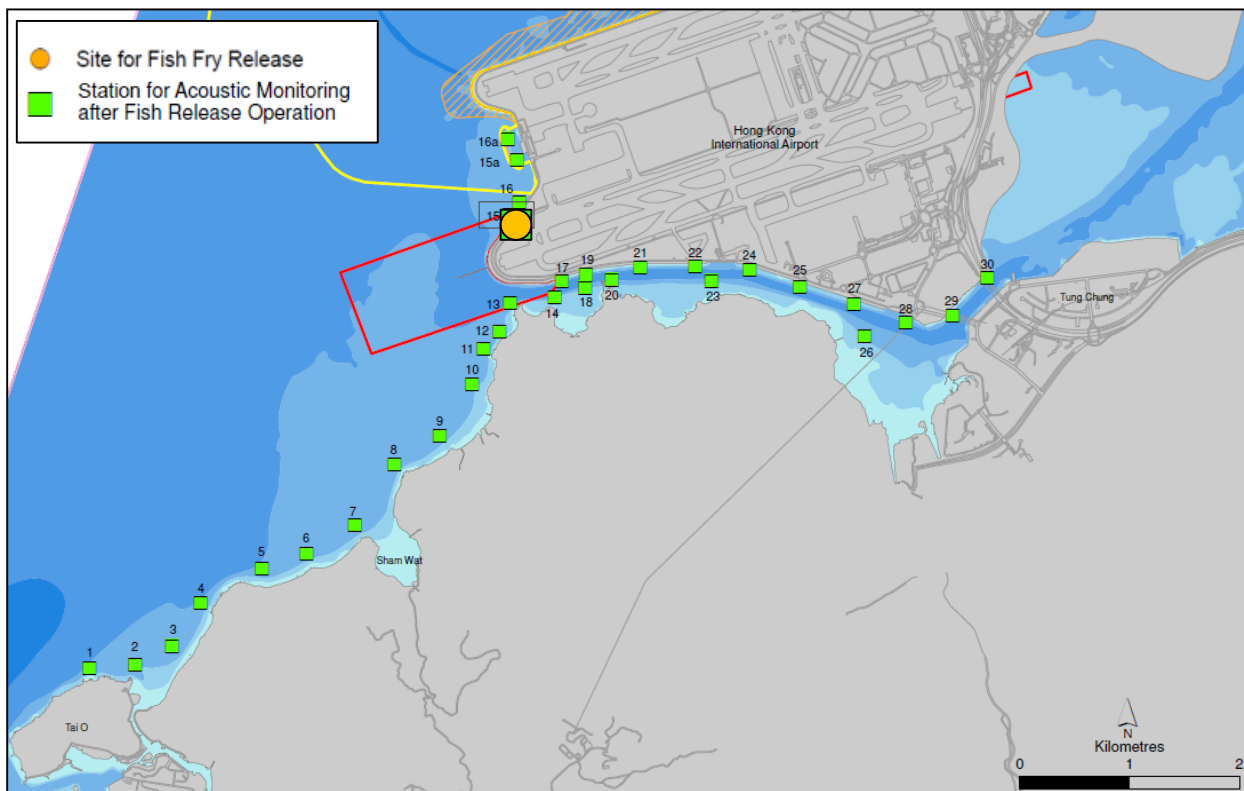 Site for Fish Fry Release
Station for Acoustic Monitoring
after Fish Release Operation
Hong Kong
International Airport
16a
15a
16
15
17
19
21
22
24
18
20
23
25
27
30
13
14
28
29
Tung Chung
12
26
11
10
9
8
7
6
5
Sham Wat
4
3
2
1
Tai O
N
Kilometres
0
1
2